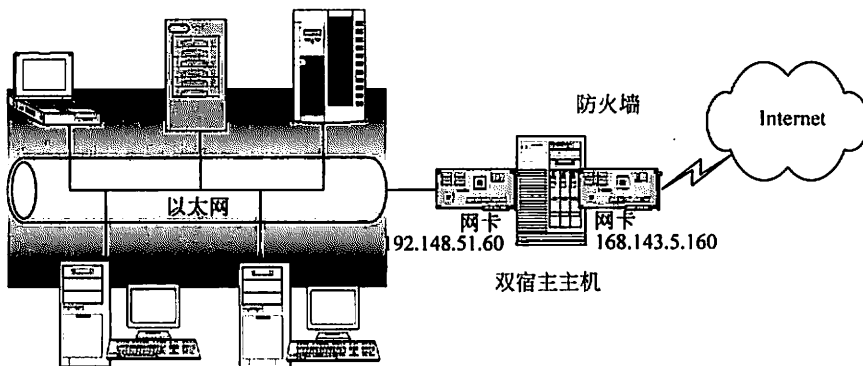 防火墙
Internet
以太网
网卡
网卡
192.148.51.60
168.143.5.160
双宿主主机